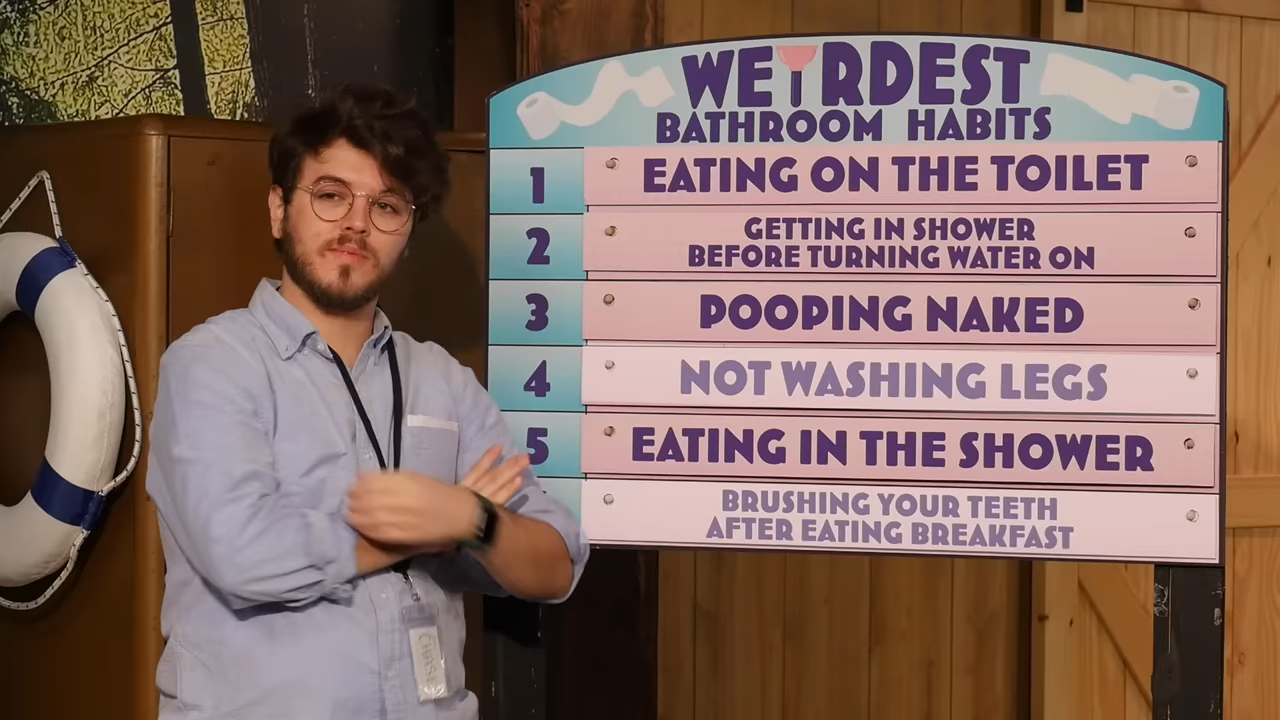 WEIRDEST
BATHROOM HABITS
1 EATING ON THE TOILET
2 GETTING IN SHOWER
BEFORE TURNING WATER ON
3 POOPING NAKED
4 NOT WASHING LEGS
5 EATING IN THE SHOWER
BRUSHING YOUR TEETH
AFTER EATING BREAKFAST
CHASE